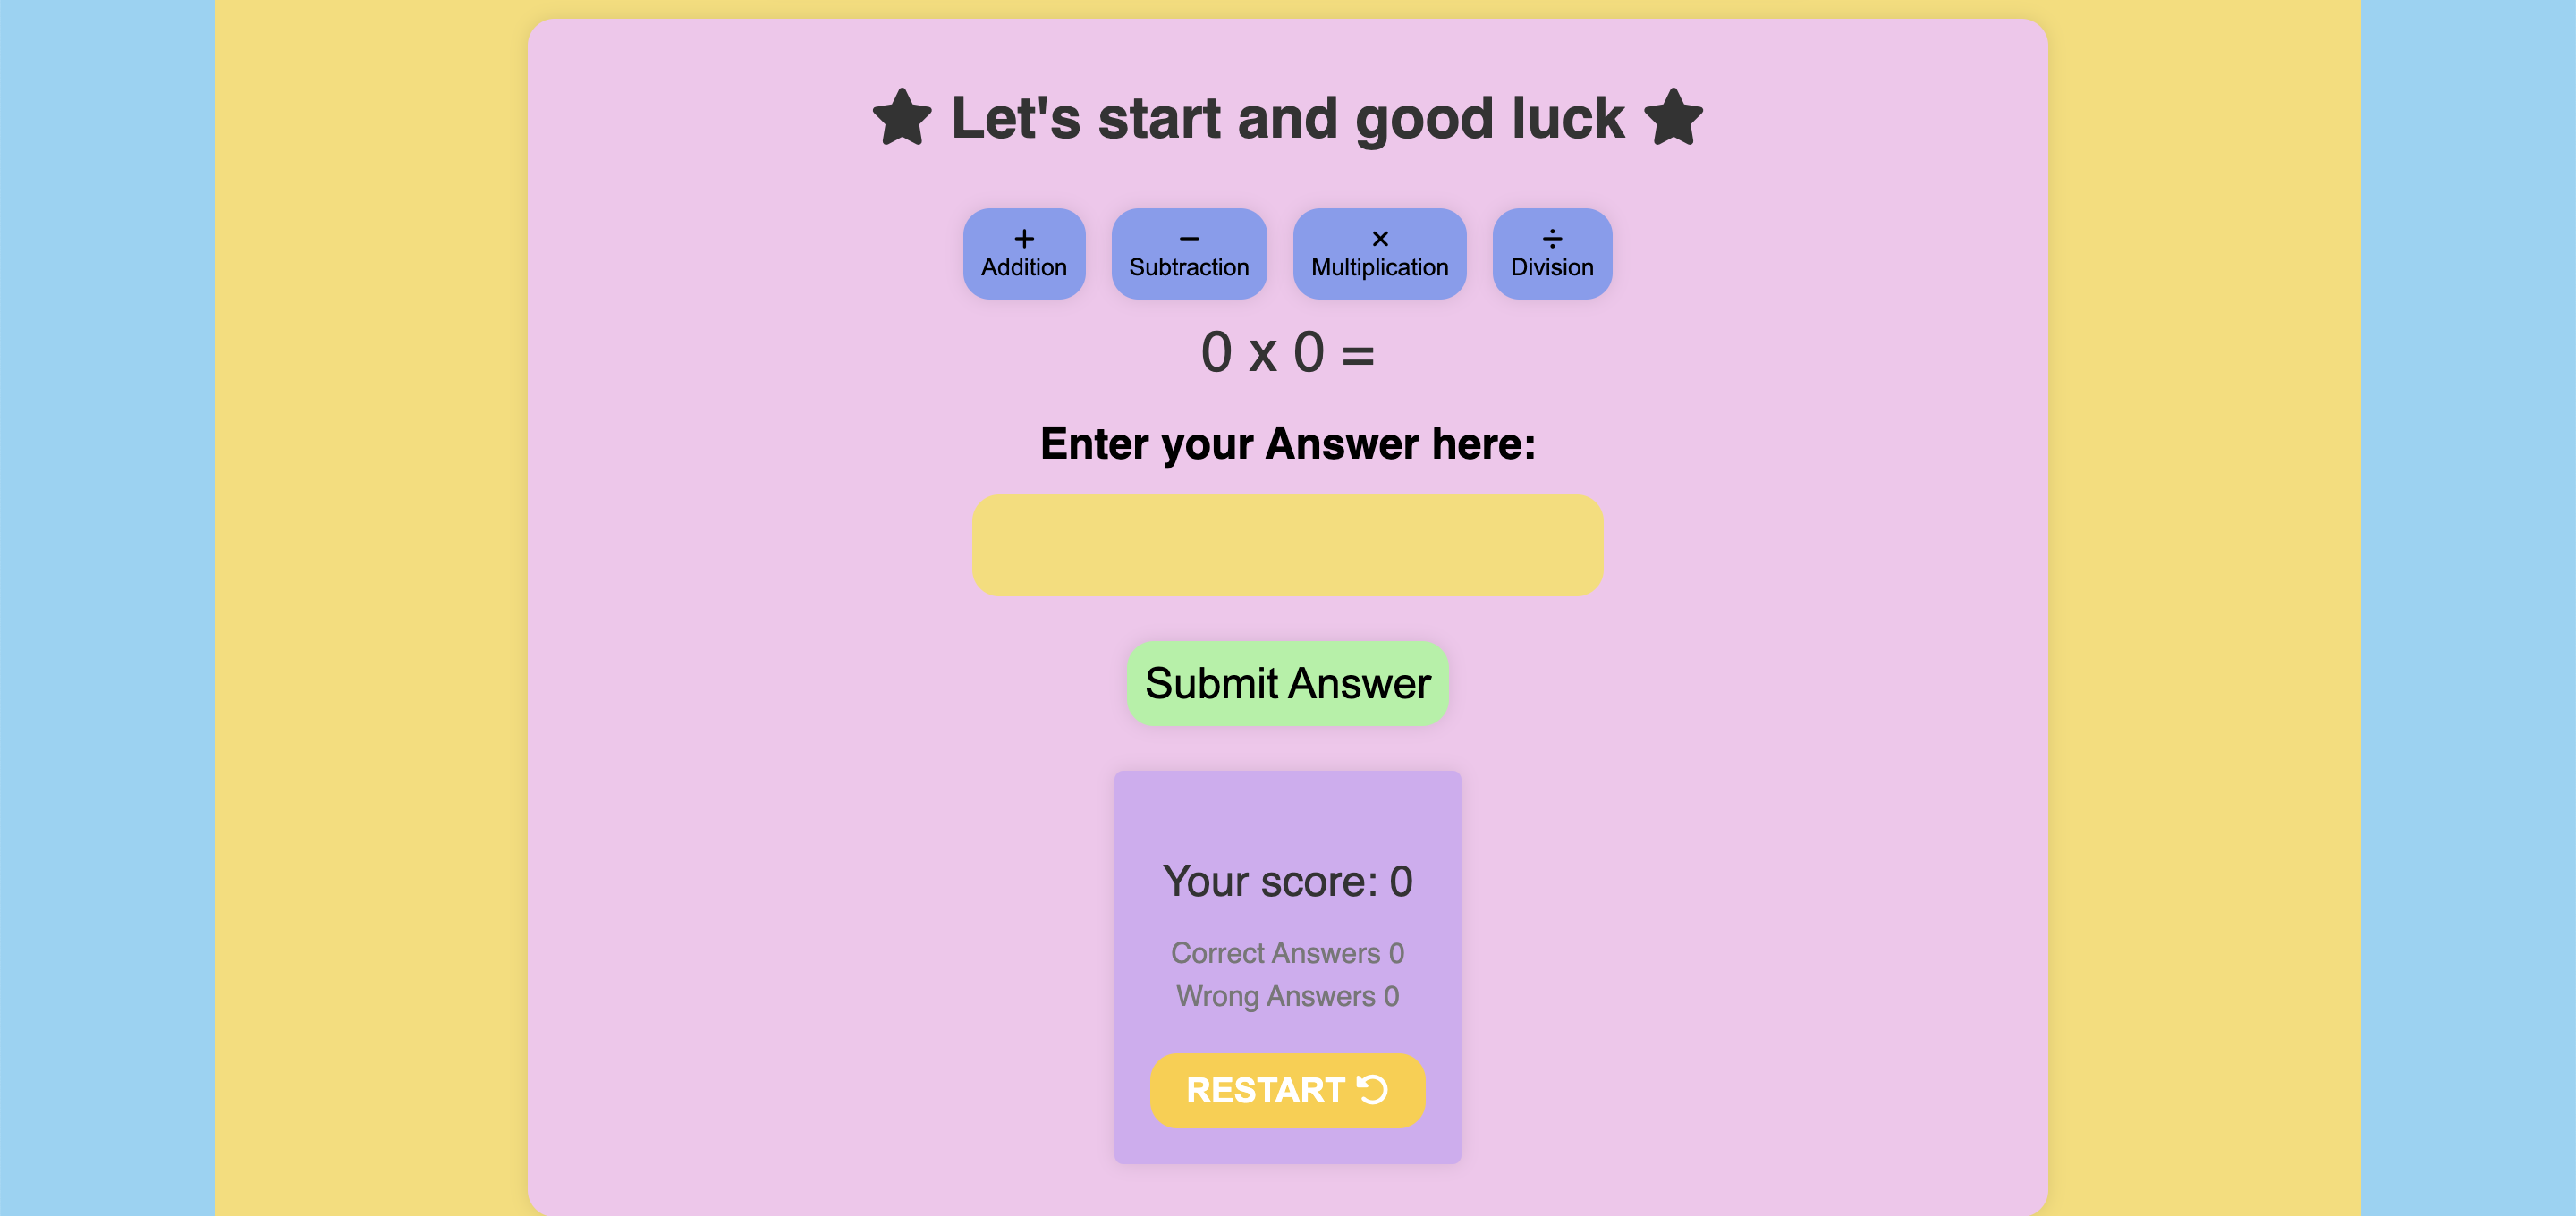 Let's start and good luck
+ − × ÷
Addition Subtraction Multiplication Division
0 x 0 =
Enter your Answer here:
Submit Answer
Your score: 0
Correct Answers 0
Wrong Answers 0
RESTART